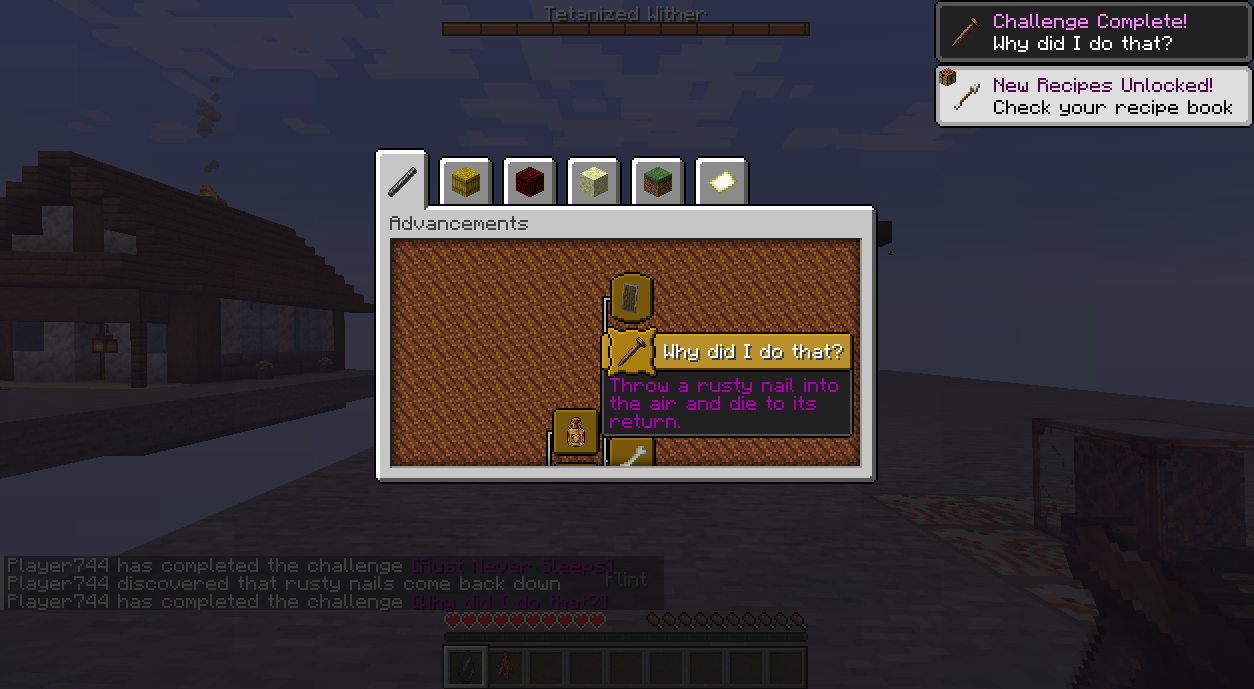 Tetanized Wither
Challenge Complete!
Why did I do that?
New Recipes Unlocked!
Check your recipe book
Advancements
Why did I do that?
Throw a rusty nail into
the air and die to its
return.
Player744 has completed the challenge [Rust Never Sleeps]
Player744 discovered that rusty nails come back down
Flint
Player744 has completed the challenge [Why did I do that?]